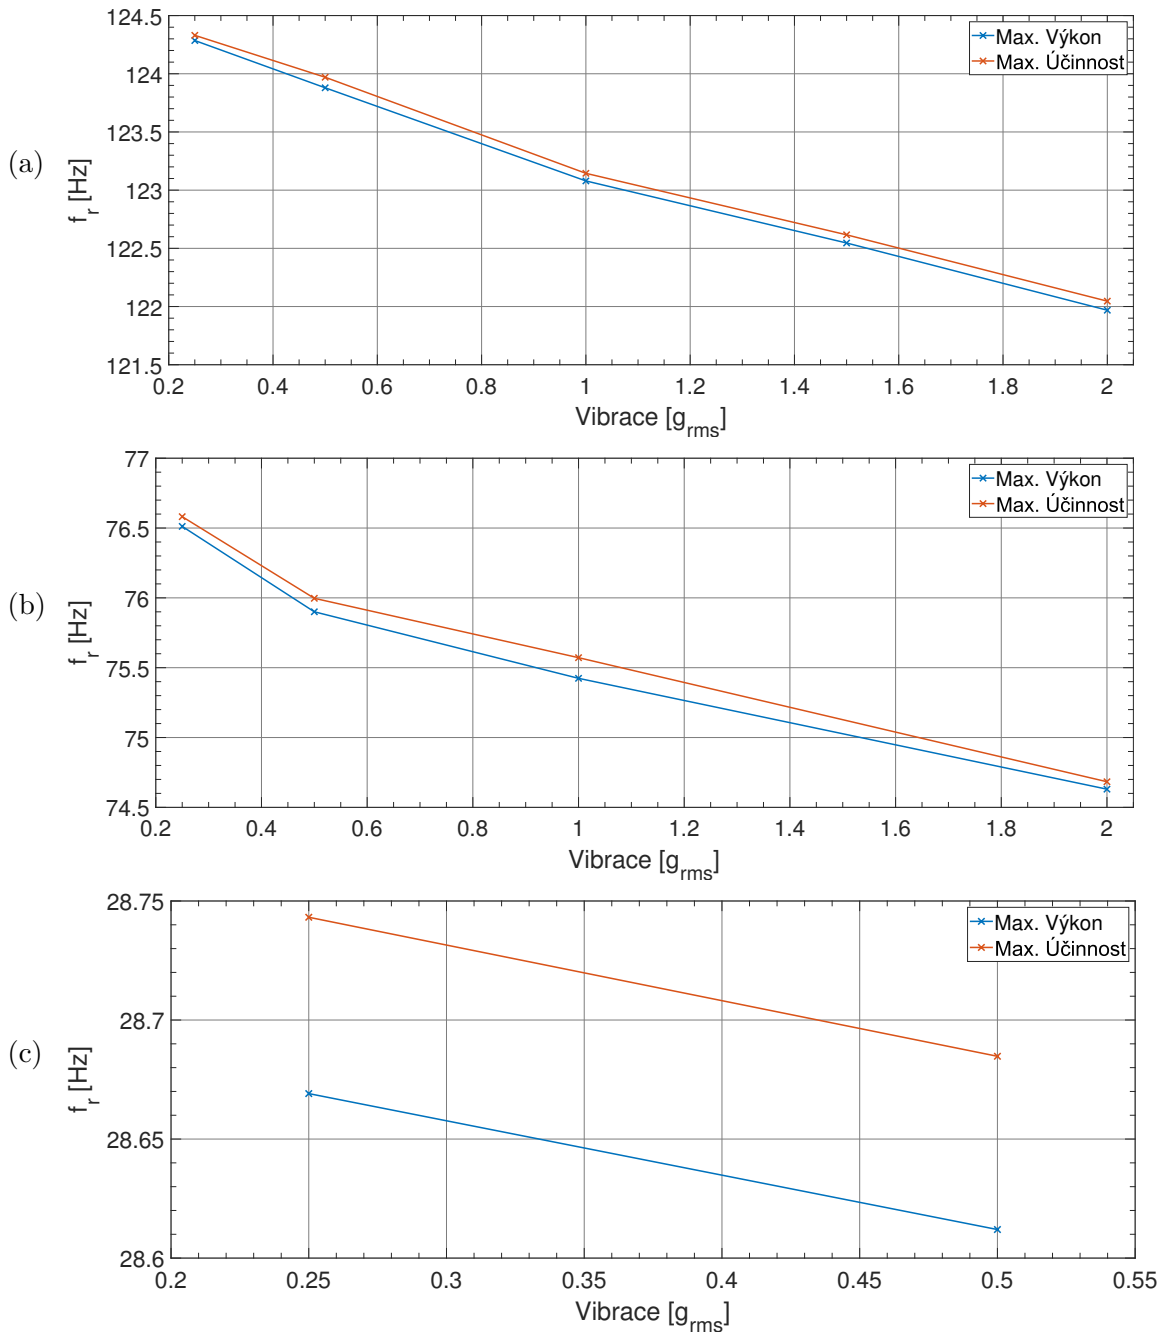 (a)
f_r [Hz]
124.5
124
123.5
123
122.5
122
121.5
0.2 0.4 0.6 0.8 1 1.2 1.4 1.6 1.8 2
Vibrace [g_rms]
Max. Výkon
Max. Účinnost
(b)
f_r [Hz]
77
76.5
76
75.5
75
74.5
0.2 0.4 0.6 0.8 1 1.2 1.4 1.6 1.8 2
Vibrace [g_rms]
Max. Výkon
Max. Účinnost
(c)
f_r [Hz]
28.75
28.7
28.65
28.6
0.2 0.25 0.3 0.35 0.4 0.45 0.5 0.55
Vibrace [g_rms]
Max. Výkon
Max. Účinnost